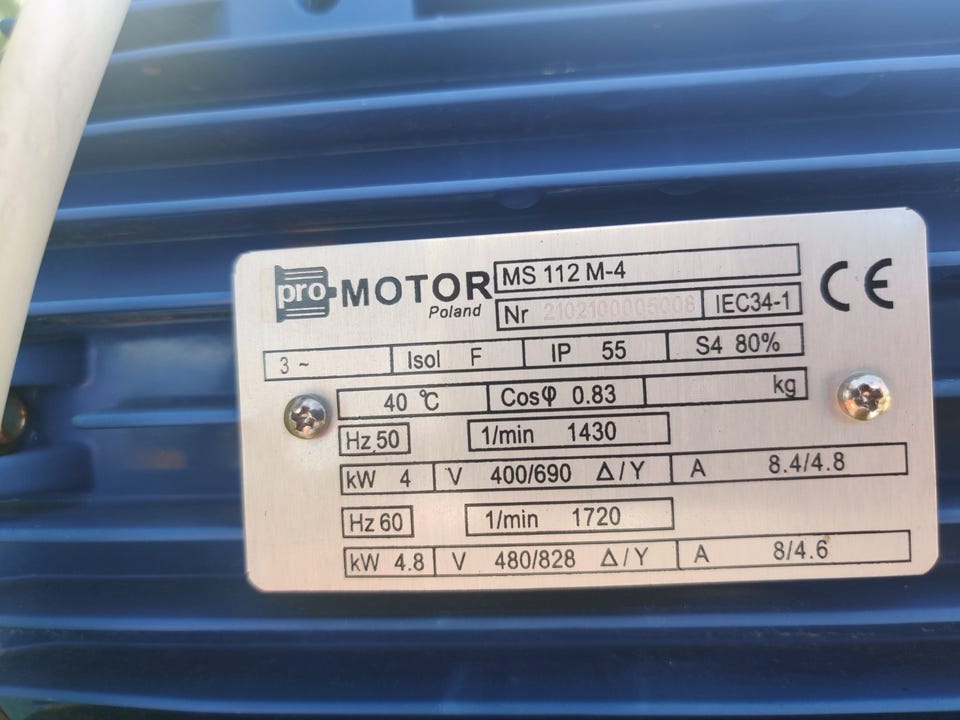 pro MOTOR MS 112 M-4
Poland
Nr 2102100005008 IEC34-1
CE
3 ~ Isol F IP 55 S4 80%
40 °C Cosφ 0.83 kg
Hz 50 1/min 1430
kW 4 V 400/690 Δ/Y A 8.4/4.8
Hz 60 1/min 1720
kW 4.8 V 480/828 Δ/Y A 8/4.6